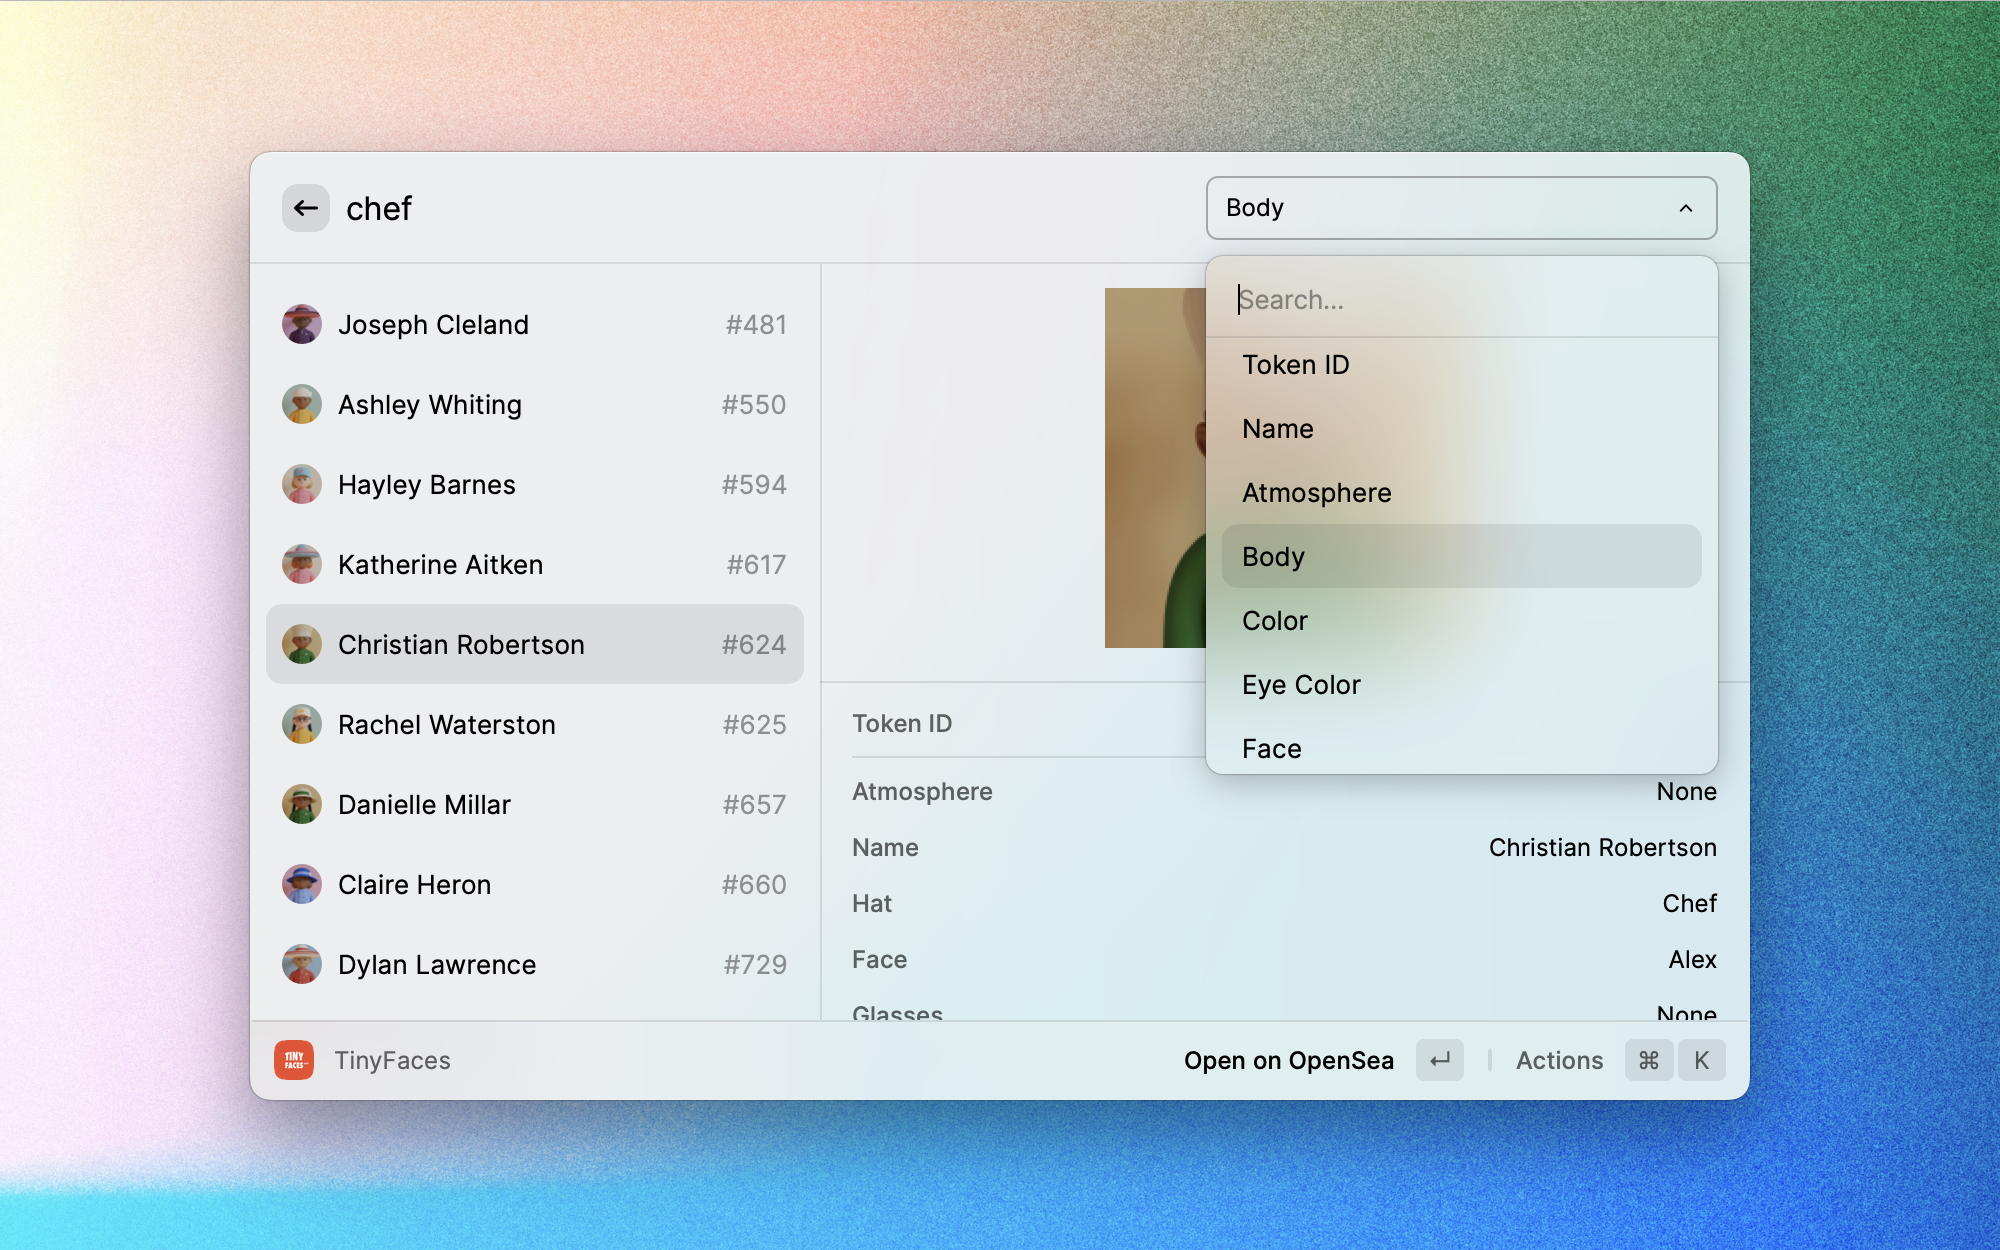 chef
Body
Joseph Cleland #481
Ashley Whiting #550
Hayley Barnes #594
Katherine Aitken #617
Christian Robertson #624
Rachel Waterston #625
Danielle Millar #657
Claire Heron #660
Dylan Lawrence #729
Search...
Token ID
Name
Atmosphere
Body
Color
Eye Color
Face
Token ID
Atmosphere None
Name Christian Robertson
Hat Chef
Face Alex
Glasses None
TINY
FACES
TinyFaces
Open on OpenSea ↵ Actions ⌘ K